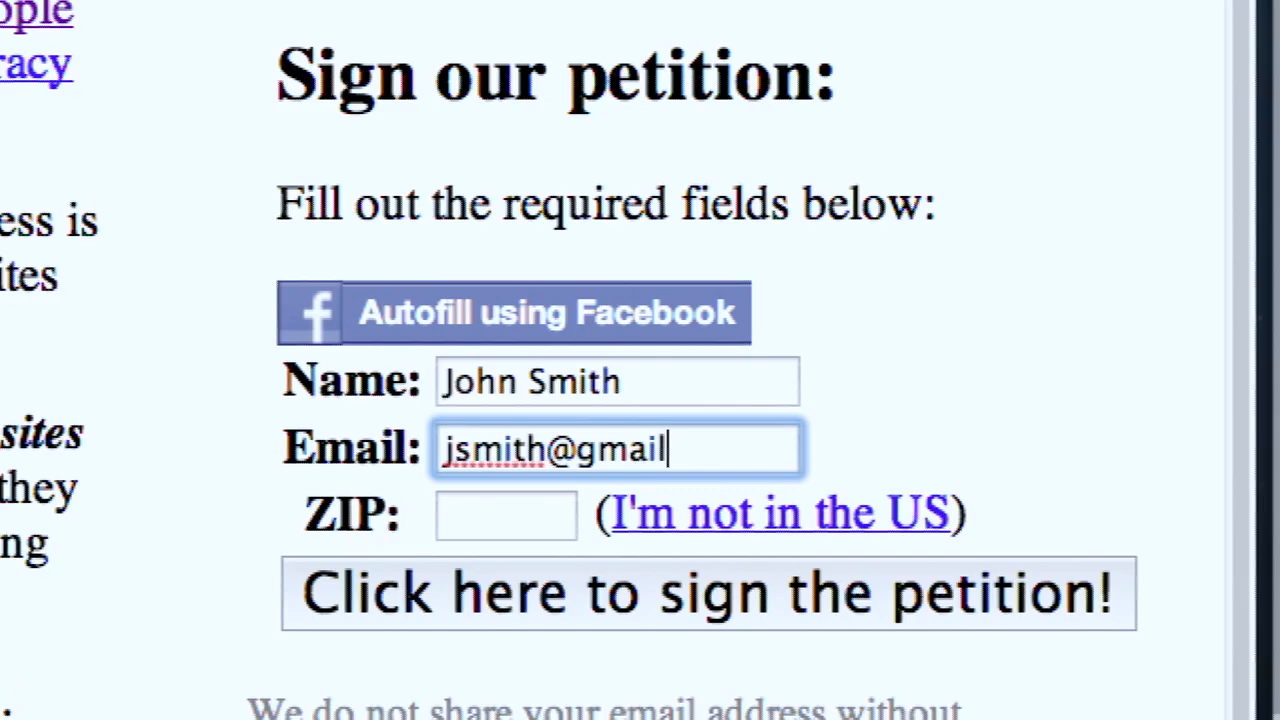 ople
racy
ess is
ites
sites
they
ng
:
Sign our petition:
Fill out the required fields below:
f Autofill using Facebook
Name: John Smith
Email: jsmith@gmail
ZIP: (I'm not in the US)
Click here to sign the petition!
We do not share your email address without